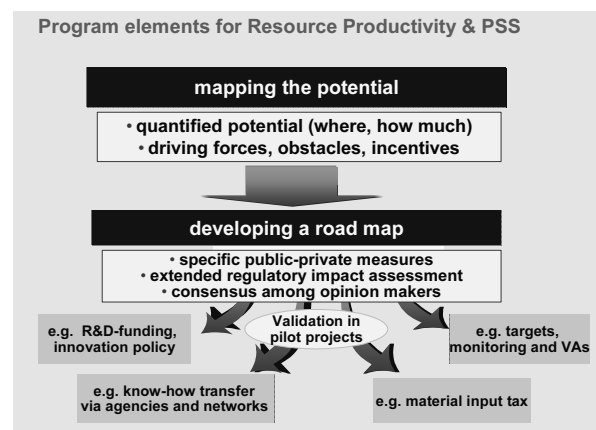 Program elements for Resource Productivity & PSS
mapping the potential
• quantified potential (where, how much)
• driving forces, obstacles, incentives
developing a road map
• specific public-private measures
• extended regulatory impact assessment
• consensus among opinion makers
Validation in
pilot projects
e.g. R&D-funding,
innovation policy
e.g. targets,
monitoring and VAs
e.g. know-how transfer
via agencies and networks
e.g. material input tax